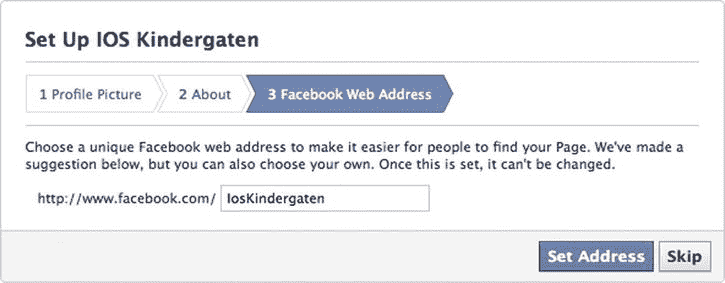 Set Up IOS Kindergaten
1 Profile Picture 2 About 3 Facebook Web Address
Choose a unique Facebook web address to make it easier for people to find your Page. We've made a
suggestion below, but you can also choose your own. Once this is set, it can't be changed.
http://www.facebook.com/ IosKindergaten
Set Address Skip